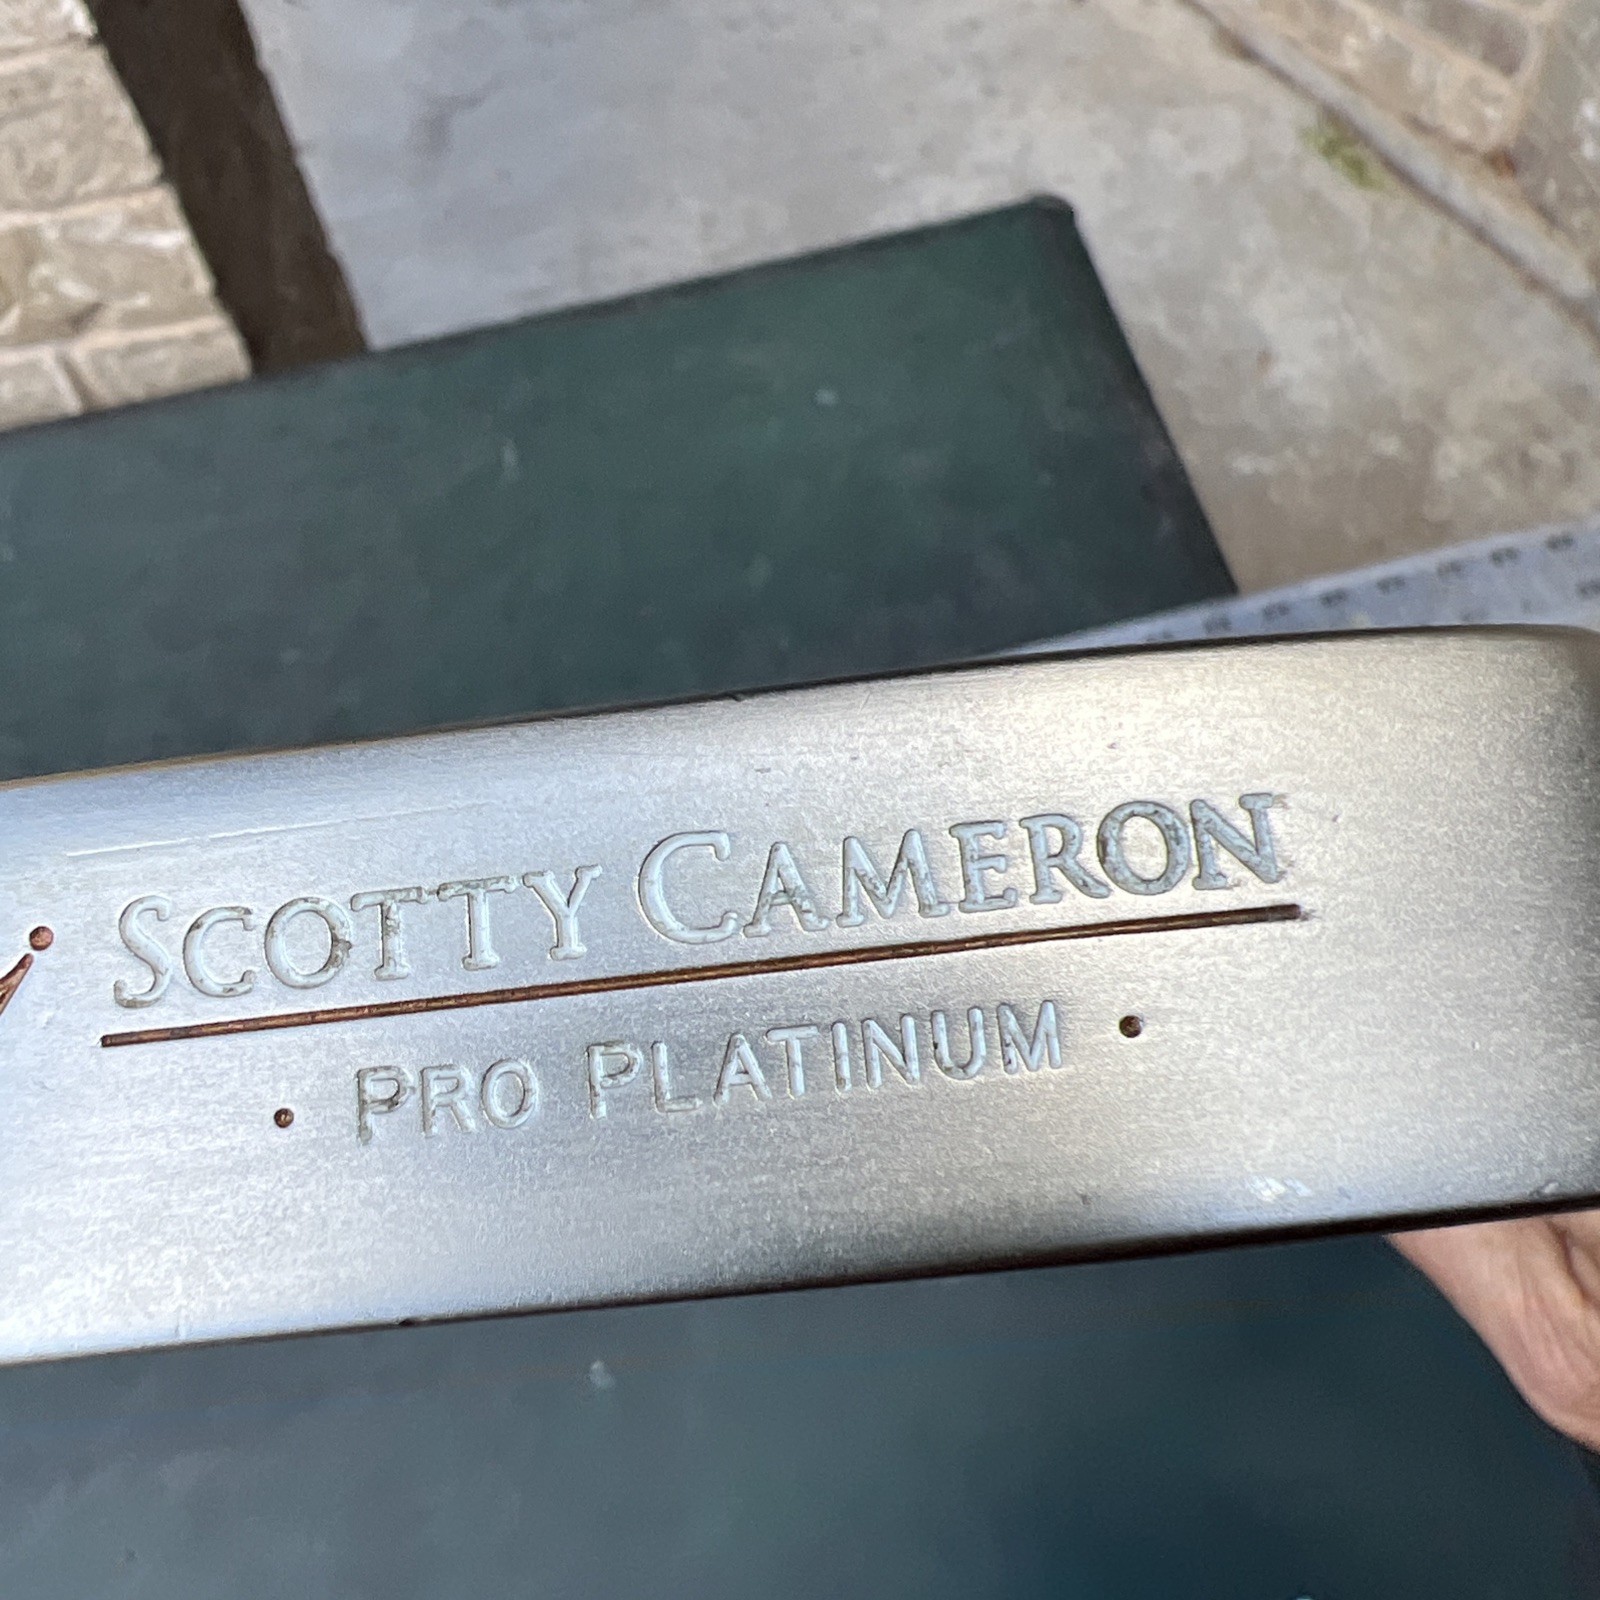 SCOTTY CAMERON
• PRO PLATINUM •